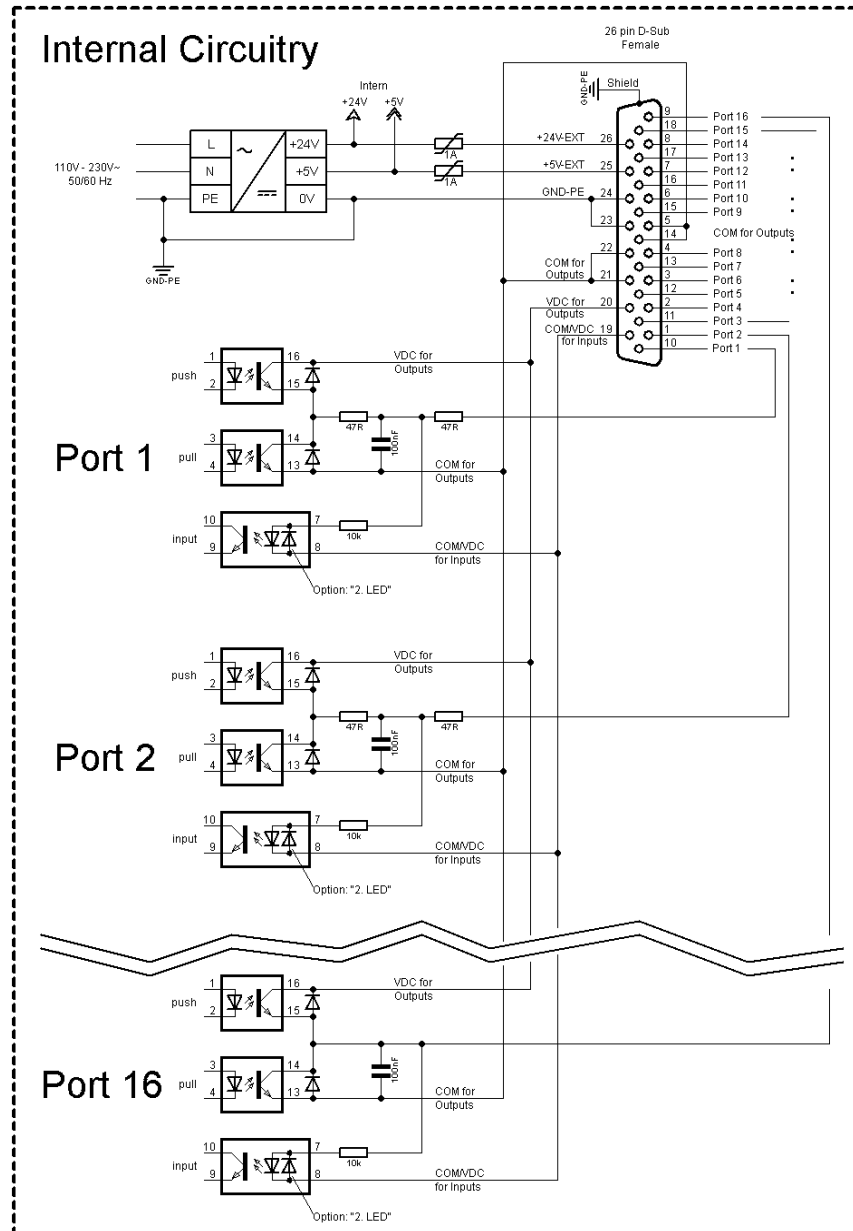 Internal Circuitry
26 pin D-Sub
Female
Intern
+24V +5V
GND-PE
Shield
L
N
PE
~
+24V
+5V
0V
110V - 230V~
50/60 Hz
1A
1A
GND-PE
+24V-EXT 26
+5V-EXT 25
GND-PE 24
23
22
COM for
Outputs
21
VDC for
Outputs
20
COM/VDC
for Inputs
19
9 Port 16
18 Port 15
8 Port 14
17 Port 13
7 Port 12
16 Port 11
6 Port 10
15 Port 9
5
COM for Outputs
14
4 Port 8
13 Port 7
3 Port 6
12 Port 5
2 Port 4
11 Port 3
1 Port 2
10 Port 1
Port 1
push
1
2
16
15
VDC for
Outputs
47R
100nF
47R
pull
3
4
14
13
COM for
Outputs
input
10
9
7
8
10k
COM/VDC
for Inputs
Option: "2. LED"
Port 2
push
1
2
16
15
VDC for
Outputs
47R
100nF
47R
pull
3
4
14
13
COM for
Outputs
input
10
9
7
8
10k
COM/VDC
for Inputs
Option: "2. LED"
Port 16
push
1
2
16
15
VDC for
Outputs
100nF
pull
3
4
14
13
COM for
Outputs
input
10
9
7
8
10k
COM/VDC
for Inputs
Option: "2. LED"